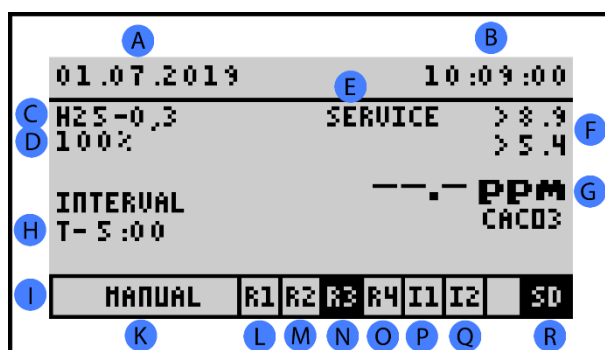 A B
01.07.2019 10:09:00
E
C H2S-0,3 SERVICE >8.9
D 100% >5.4 F
--.- ppm G
INTERVAL CACO3
H T- 5:00
I MANUAL R1 R2 R3 R4 I1 I2 SD
K L M N O P Q R